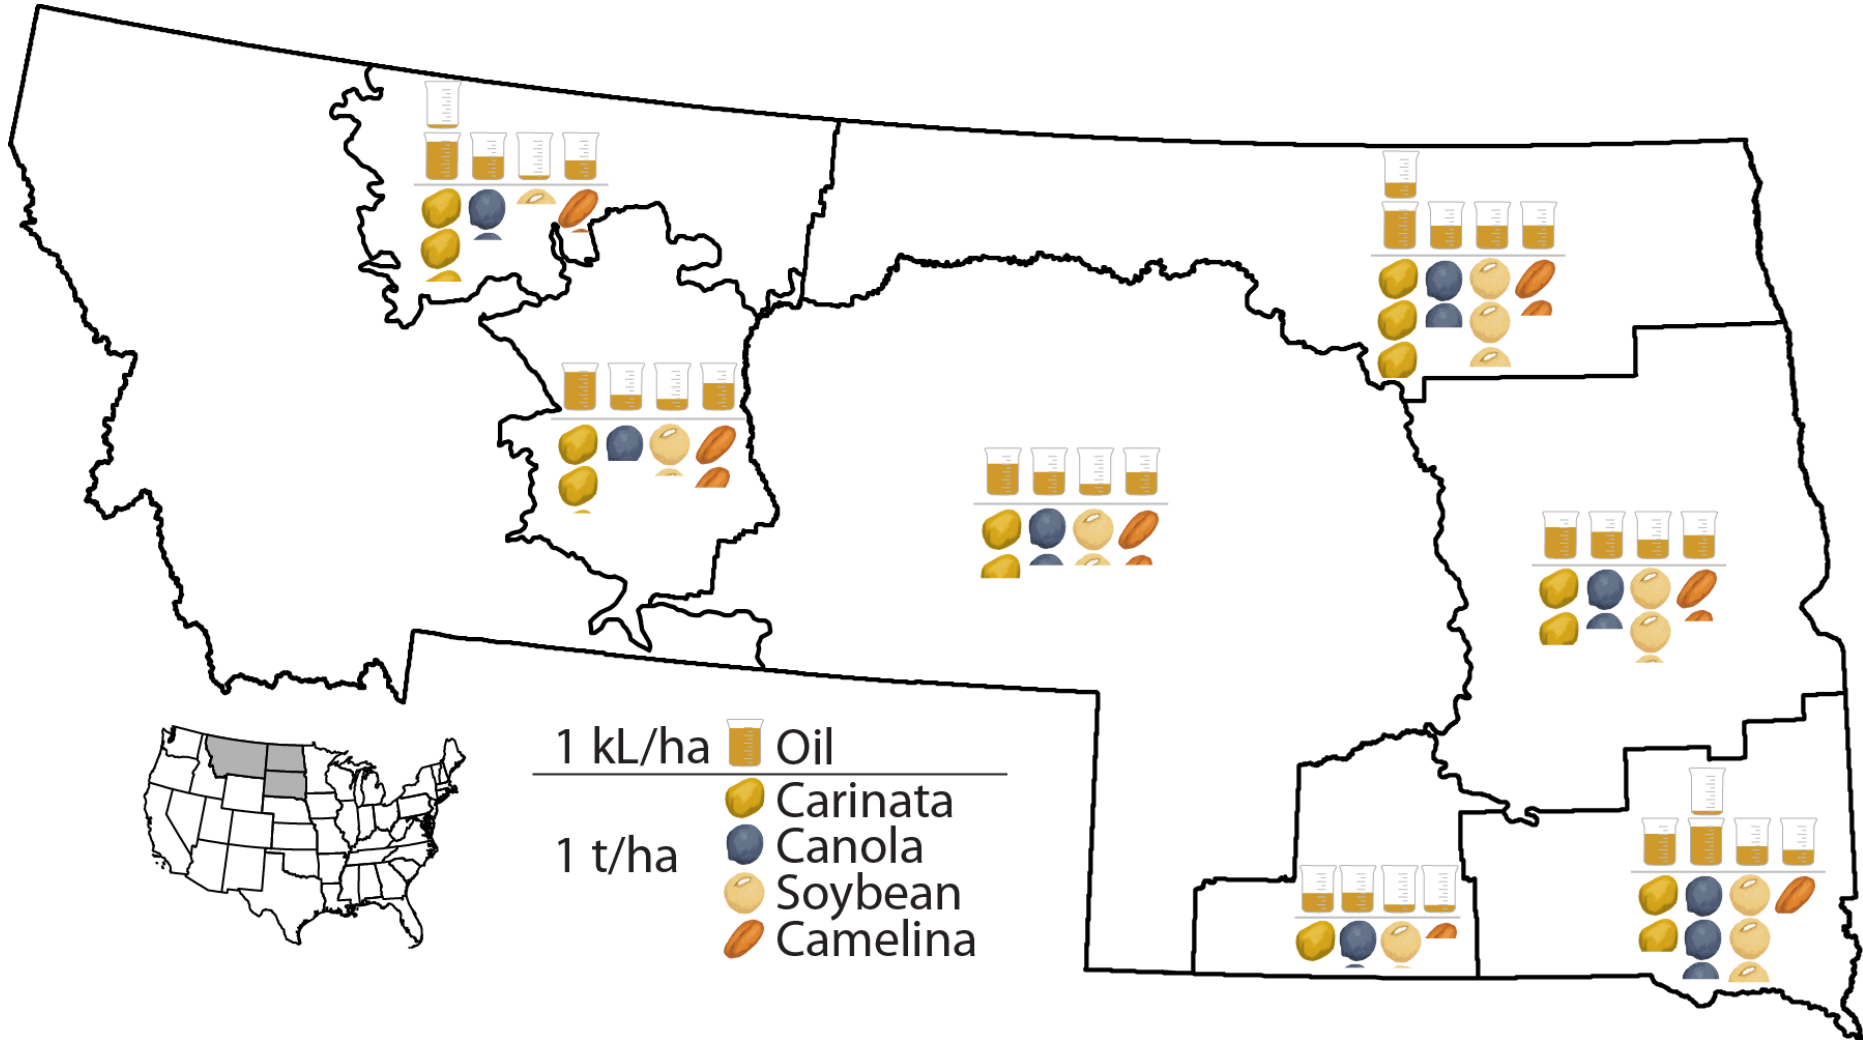 1 kL/ha Oil
Carinata
1 t/ha Canola
Soybean
Camelina